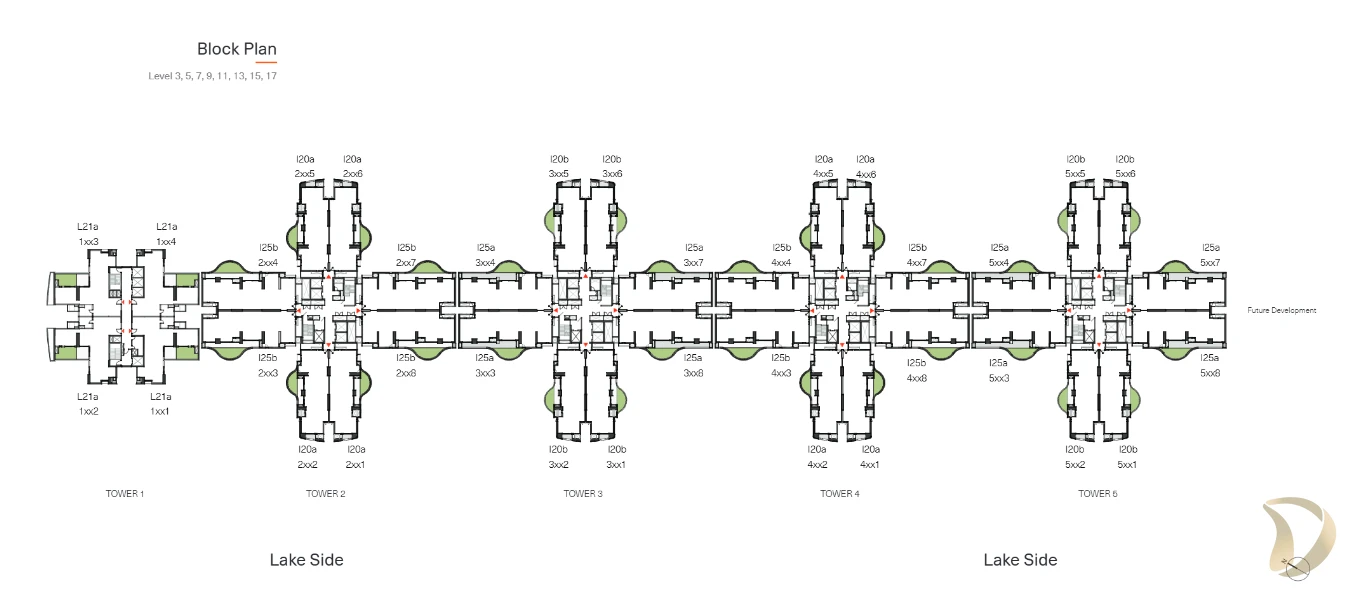 Block Plan
Level 3, 5, 7, 9, 11, 13, 15, 17
I20a I20a I20b I20b I20a I20a I20b I20b
2xx5 2xx6 3xx5 3xx6 4xx5 4xx6 5xx5 5xx6
L21a L21a
1xx3 1xx4
I25b I25b I25a I25a I25b I25b I25a I25a
2xx4 2xx7 3xx4 3xx7 4xx4 4xx7 5xx4 5xx7
Future Development
I25b I25b I25a I25a I25b I25b I25a I25a
2xx3 2xx8 3xx3 3xx8 4xx3 4xx8 5xx3 5xx8
L21a L21a
1xx2 1xx1
I20a I20a I20b I20b I20a I20a I20b I20b
2xx2 2xx1 3xx2 3xx1 4xx2 4xx1 5xx2 5xx1
TOWER 1 TOWER 2 TOWER 3 TOWER 4 TOWER 5
Lake Side Lake Side
N